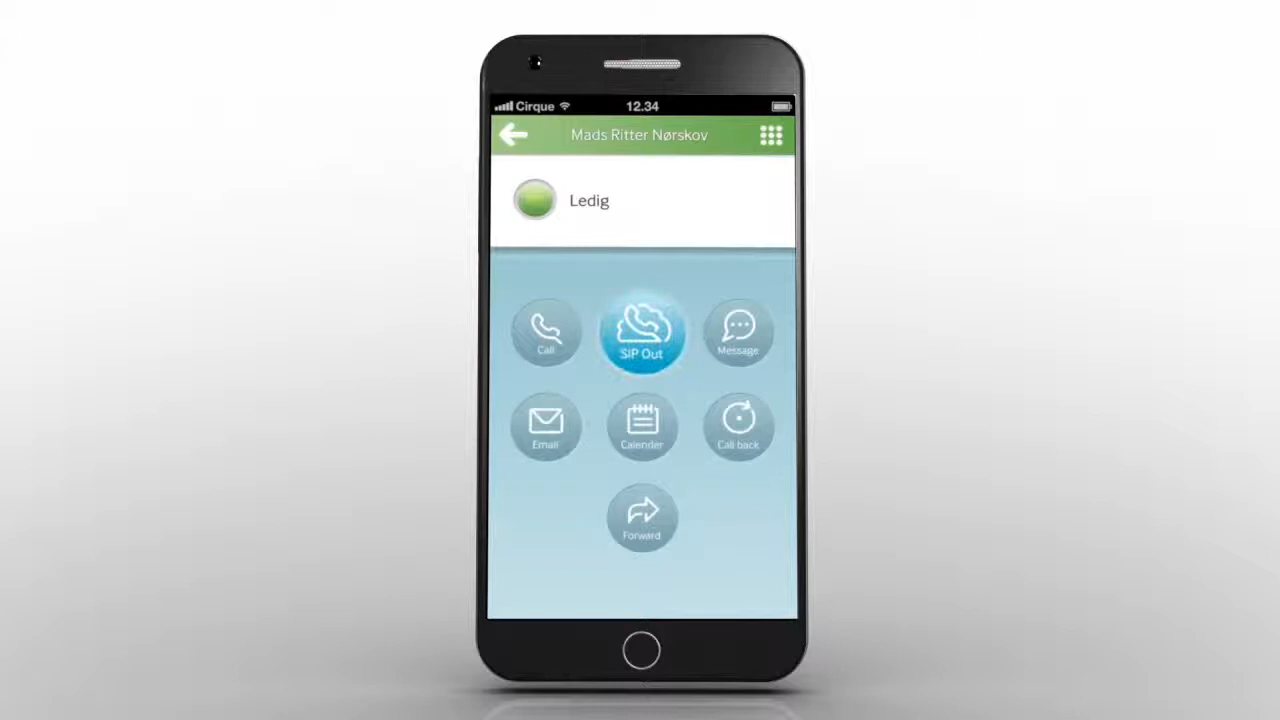 Cirque 12.34
Mads Ritter Nørskov
Ledig
Call SIP Out Message
Email Calender Call back
Forward